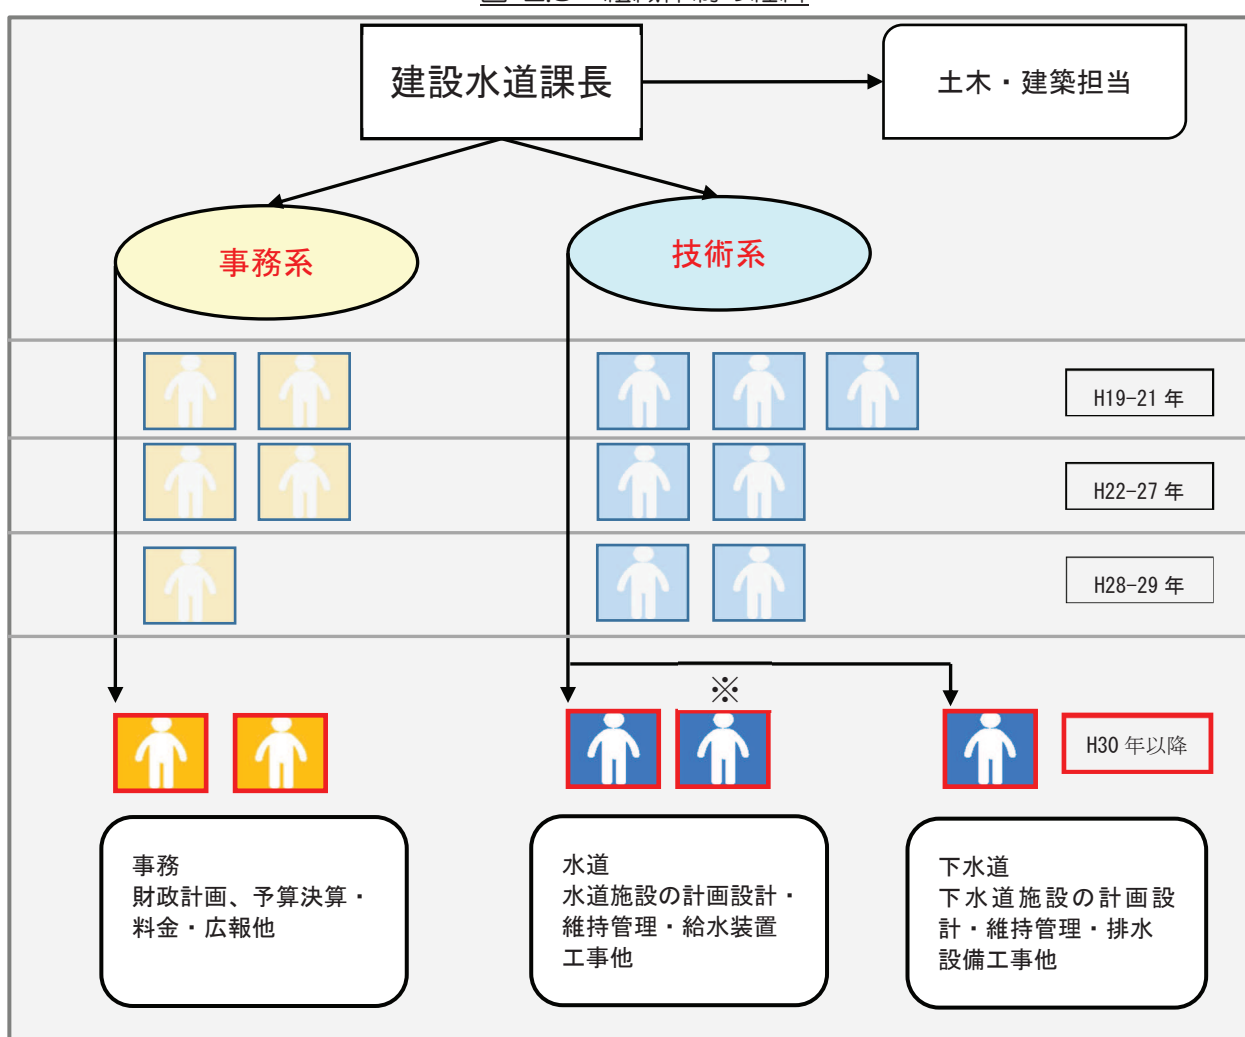 建設水道課長
土木・建築担当
事務系
技術系
H19-21 年
H22-27 年
H28-29 年
※
H30 年以降
事務
財政計画、予算決算・
料金・広報他
水道
水道施設の計画設計・
維持管理・給水装置
工事他
下水道
下水道施設の計画設
計・維持管理・排水
設備工事他